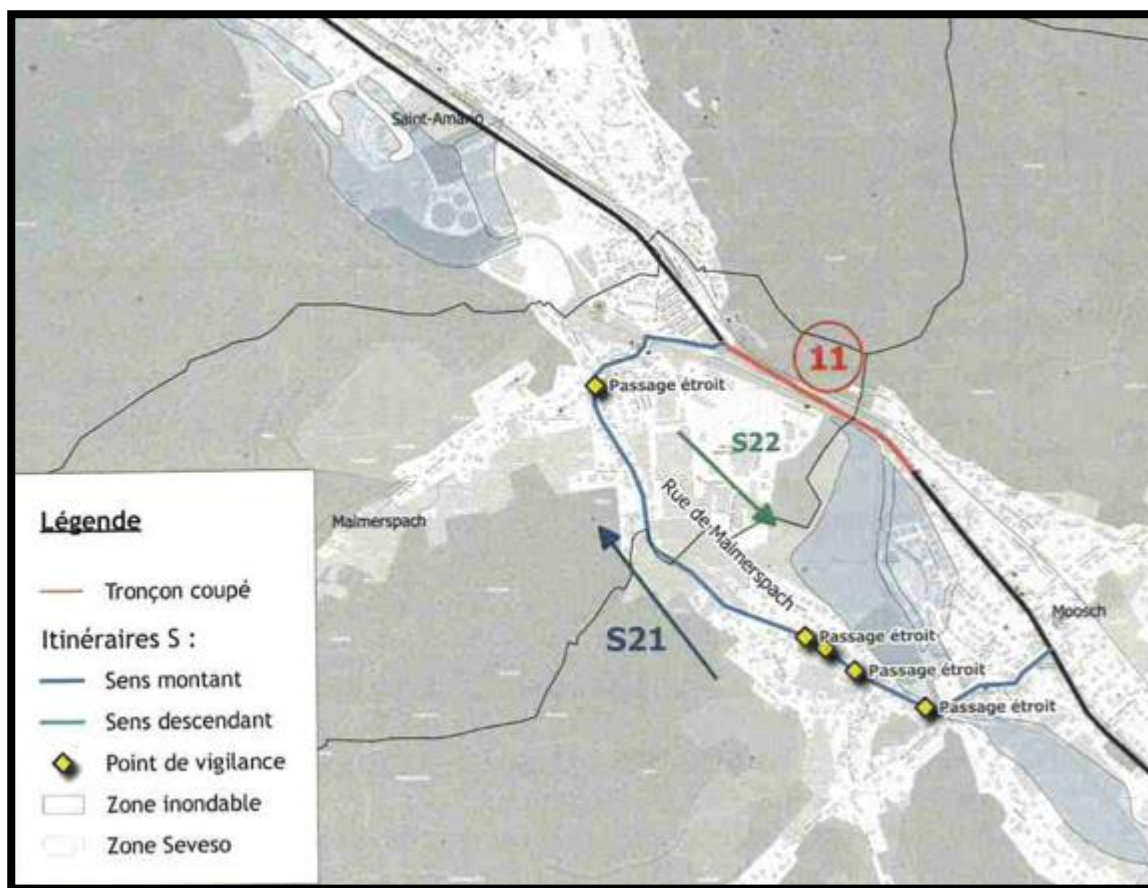 Saint-Amarin
11
Passage étroit
S22
Rue de Malmerspach
Malmerspach
S21
Moosch
Passage étroit
Passage étroit
Passage étroit
Légende
Tronçon coupé
Itinéraires S :
Sens montant
Sens descendant
Point de vigilance
Zone inondable
Zone Seveso